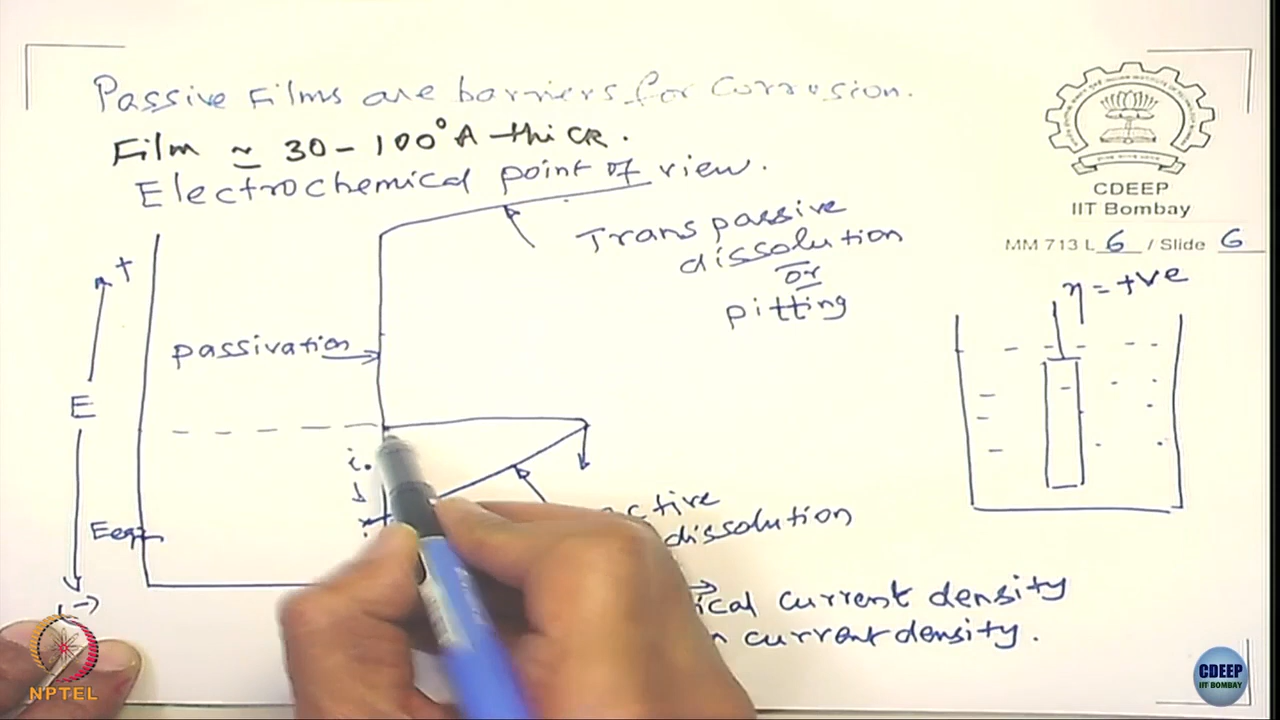 Passive Films are barriers for Corrosion.
Film ≃ 30-100°A thick.
Electrochemical point of view.
CDEEP
IIT Bombay
MM 713 L 6 / Slide 6
Trans passive
dissolution
or
pitting
η = +ve
+
passivation
E
Eeq
active
dissolution
current density
current density.
(-)
NPTEL
CDEEP
IIT BOMBAY